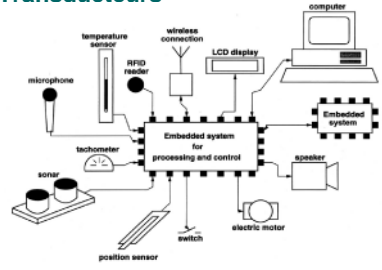 Transducteurs
computer
wireless
connection
temperature
sensor
LCD display
RFID
reader
microphone
Embedded
system
Embedded system
for
processing and control
tachometer
speaker
sonar
switch
electric motor
position sensor